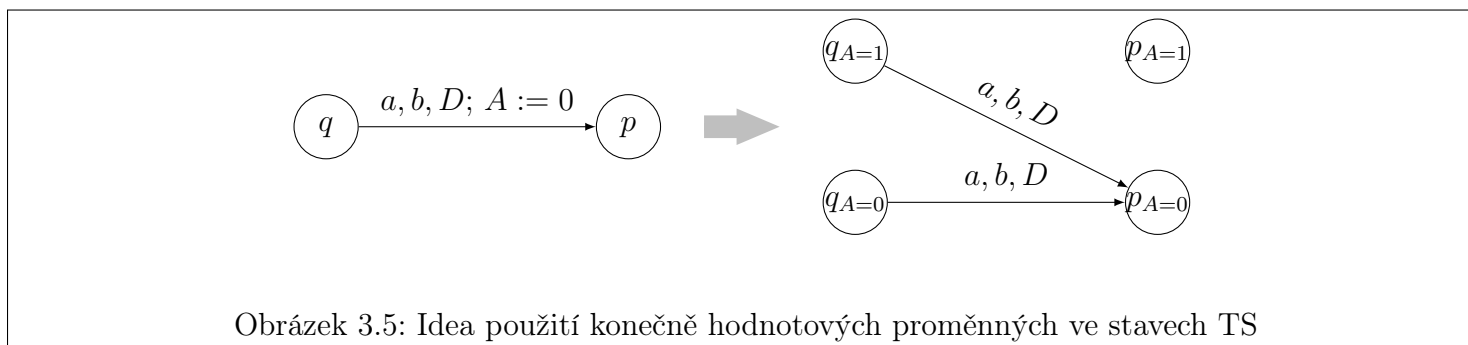 q
a, b, D; A := 0
p
q_{A=1}
p_{A=1}
a, b, D
a, b, D
q_{A=0}
p_{A=0}
Obrázek 3.5: Idea použití konečně hodnotových proměnných ve stavech TS